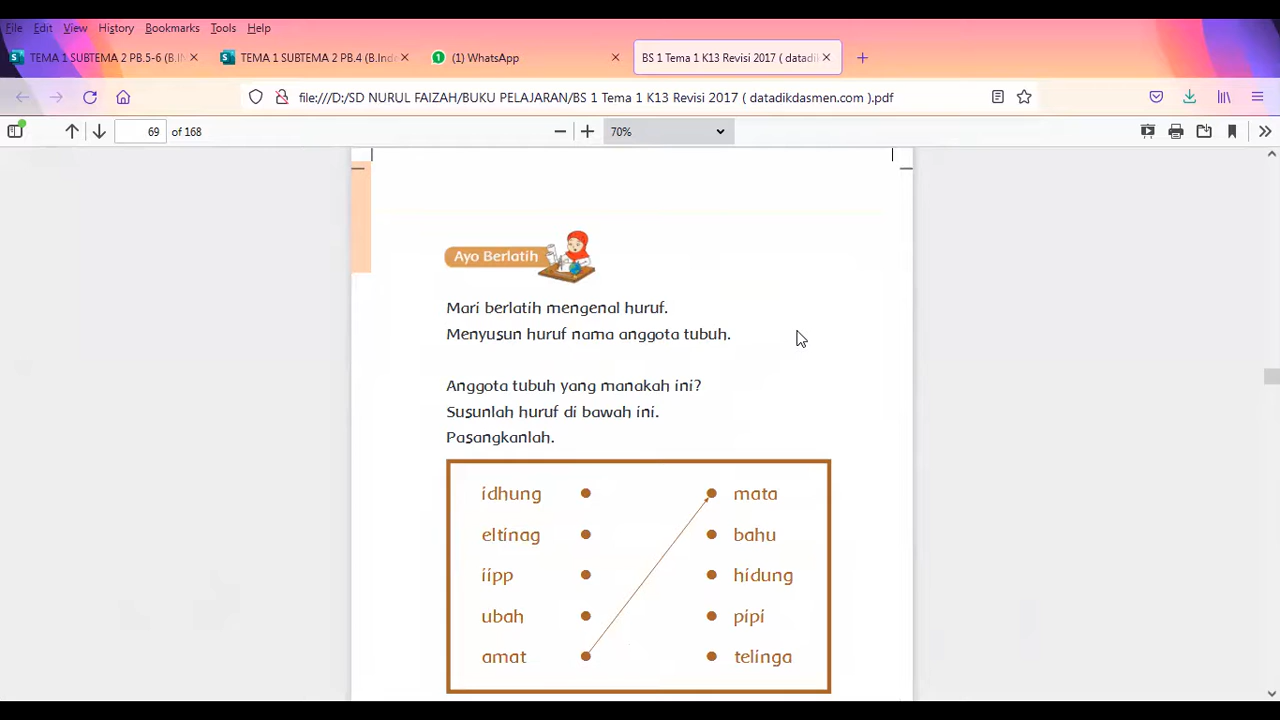 File Edit View History Bookmarks Tools Help
TEMA 1 SUBTEMA 2 PB.5-6 (B.IN
TEMA 1 SUBTEMA 2 PB.4 (B.Inde
(1) WhatsApp
BS 1 Tema 1 K13 Revisi 2017 ( datadik
file:///D:/SD NURUL FAIZAH/BUKU PELAJARAN/BS 1 Tema 1 K13 Revisi 2017 ( datadikdasmen.com ).pdf
69 of 168
70%
Ayo Berlatih
Mari berlatih mengenal huruf.
Menyusun huruf nama anggota tubuh.
Anggota tubuh yang manakah ini?
Susunlah huruf di bawah ini.
Pasangkanlah.
idhung mata
eltinag bahu
iipp hidung
ubah pipi
amat telinga